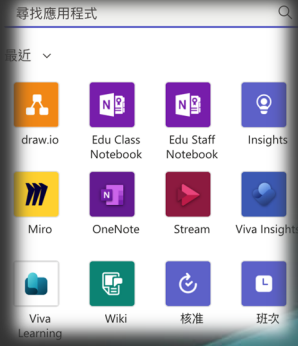 尋找應用程式
最近
draw.io
Edu Class
Notebook
Edu Staff
Notebook
Insights
Miro
OneNote
Stream
Viva Insights
Viva
Learning
Wiki
核准
班次